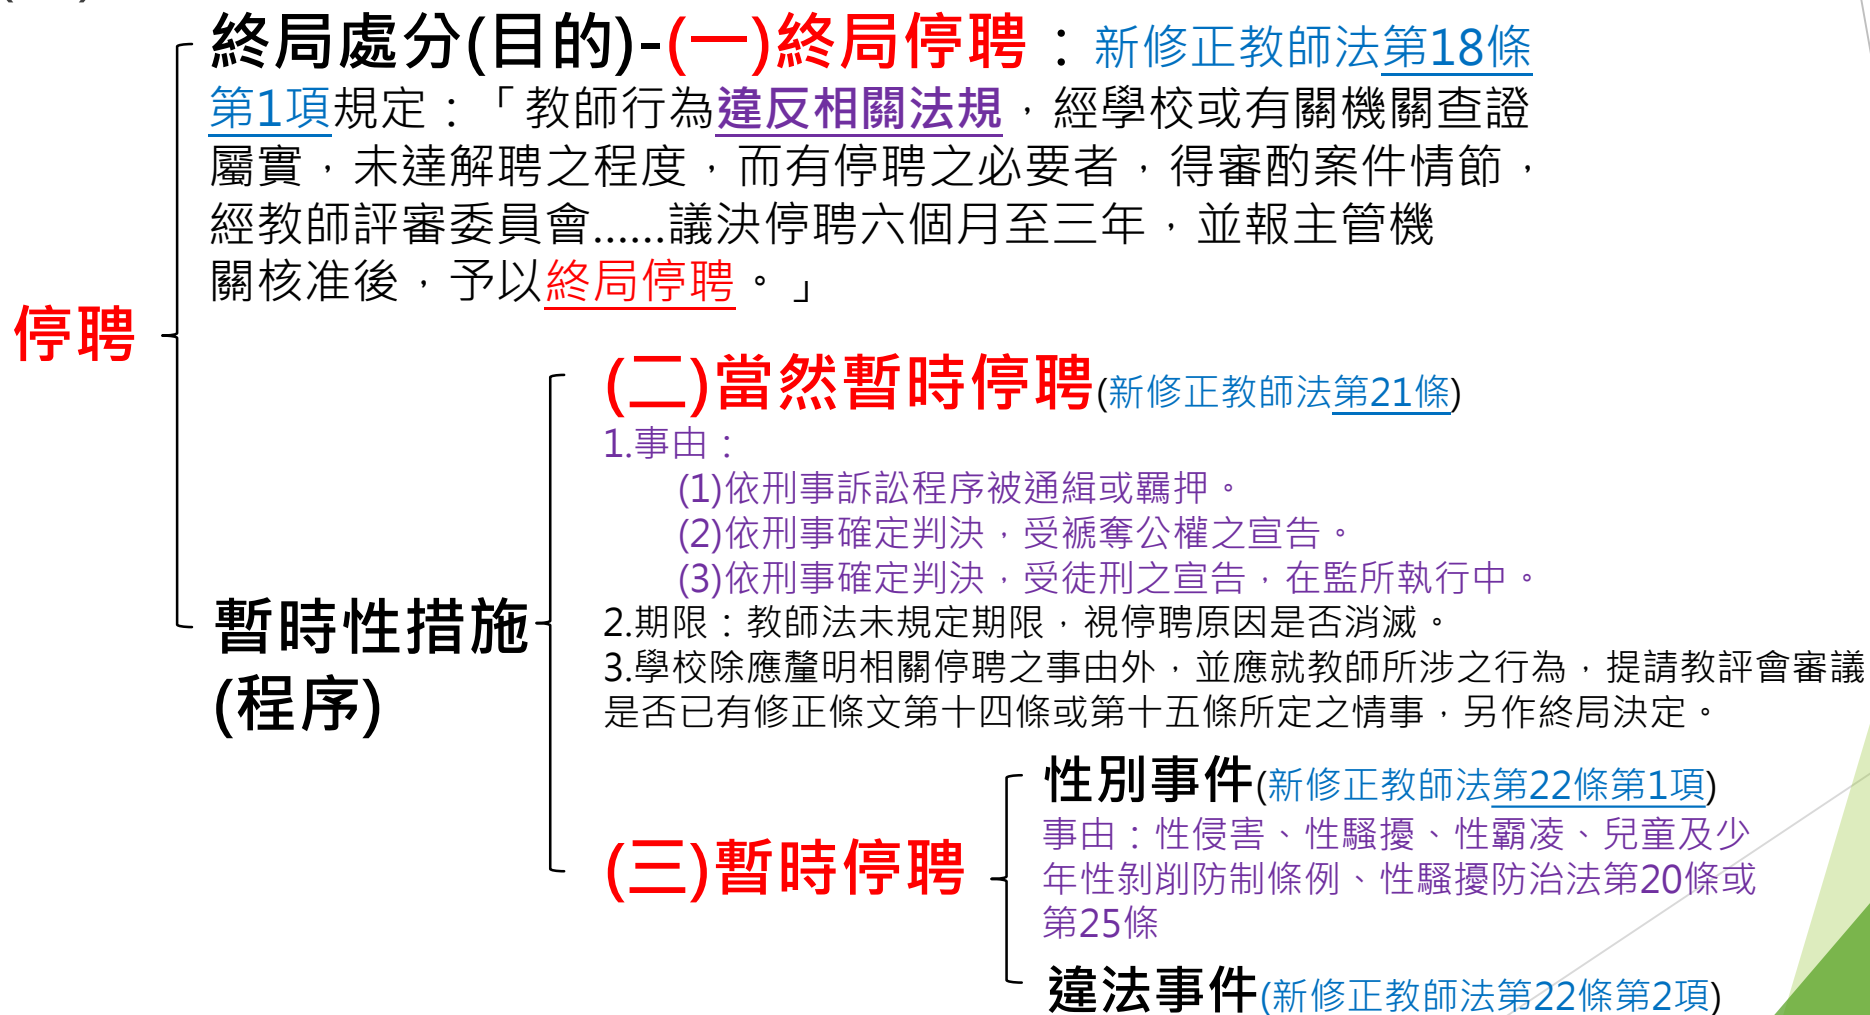 終局處分(目的)-(一)終局停聘：新修正教師法第18條
第1項規定：「教師行為違反相關法規，經學校或有關機關查證
屬實，未達解聘之程度，而有停聘之必要者，得審酌案件情節，
經教師評審委員會......議決停聘六個月至三年，並報主管機
關核准後，予以終局停聘。」
停聘
(二)當然暫時停聘(新修正教師法第21條)
1.事由：
(1)依刑事訴訟程序被通緝或羈押。
(2)依刑事確定判決，受褫奪公權之宣告。
(3)依刑事確定判決，受徒刑之宣告，在監所執行中。
2.期限：教師法未規定期限，視停聘原因是否消滅。
3.學校除應釐明相關停聘之事由外，並應就教師所涉之行為，提請教評會審議
是否已有修正條文第十四條或第十五條所定之情事，另作終局決定。
暫時性措施
(程序)
(三)暫時停聘
性別事件(新修正教師法第22條第1項)
事由：性侵害、性騷擾、性霸凌、兒童及少
年性剝削防制條例、性騷擾防治法第20條或
第25條
違法事件(新修正教師法第22條第2項)